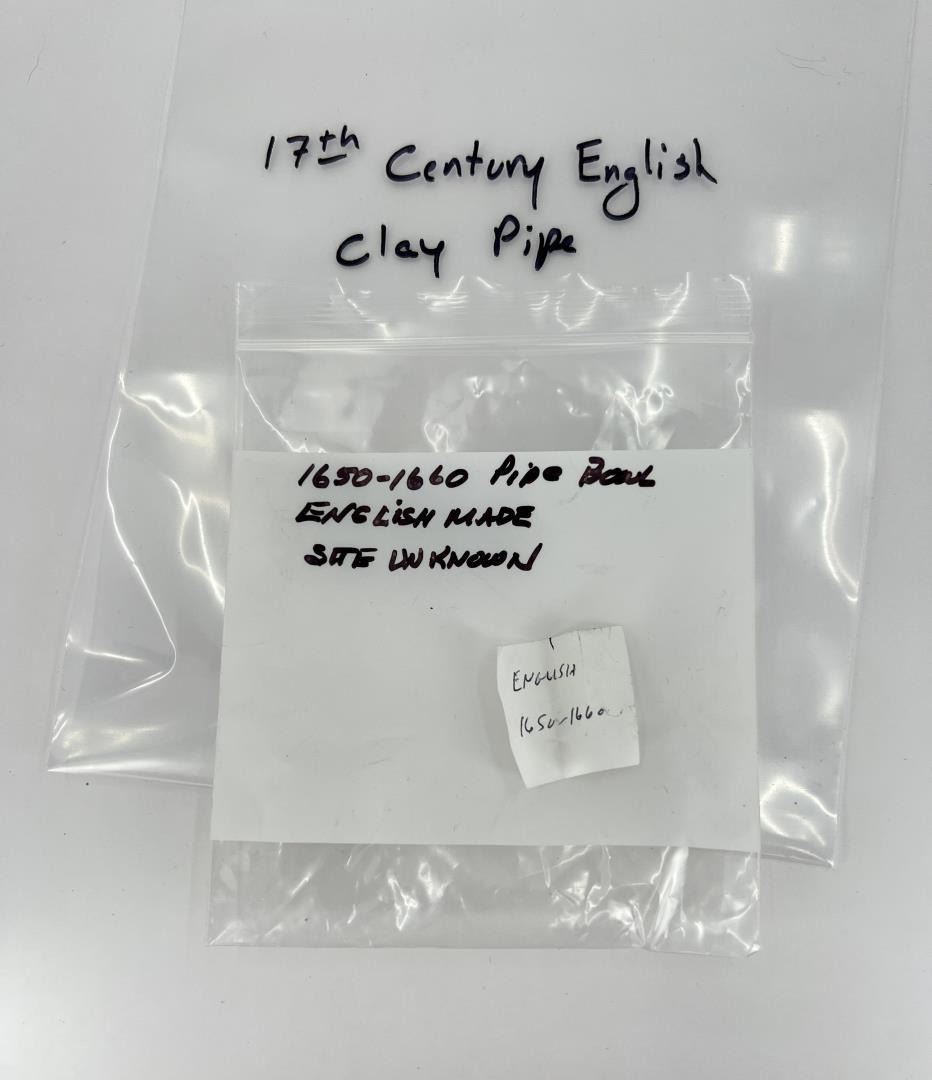 17th Century English
Clay Pipe
1650-1660 Pipe Bowl
ENGLISH MADE
SITE UNKNOWN
ENGLISH
1650-1660